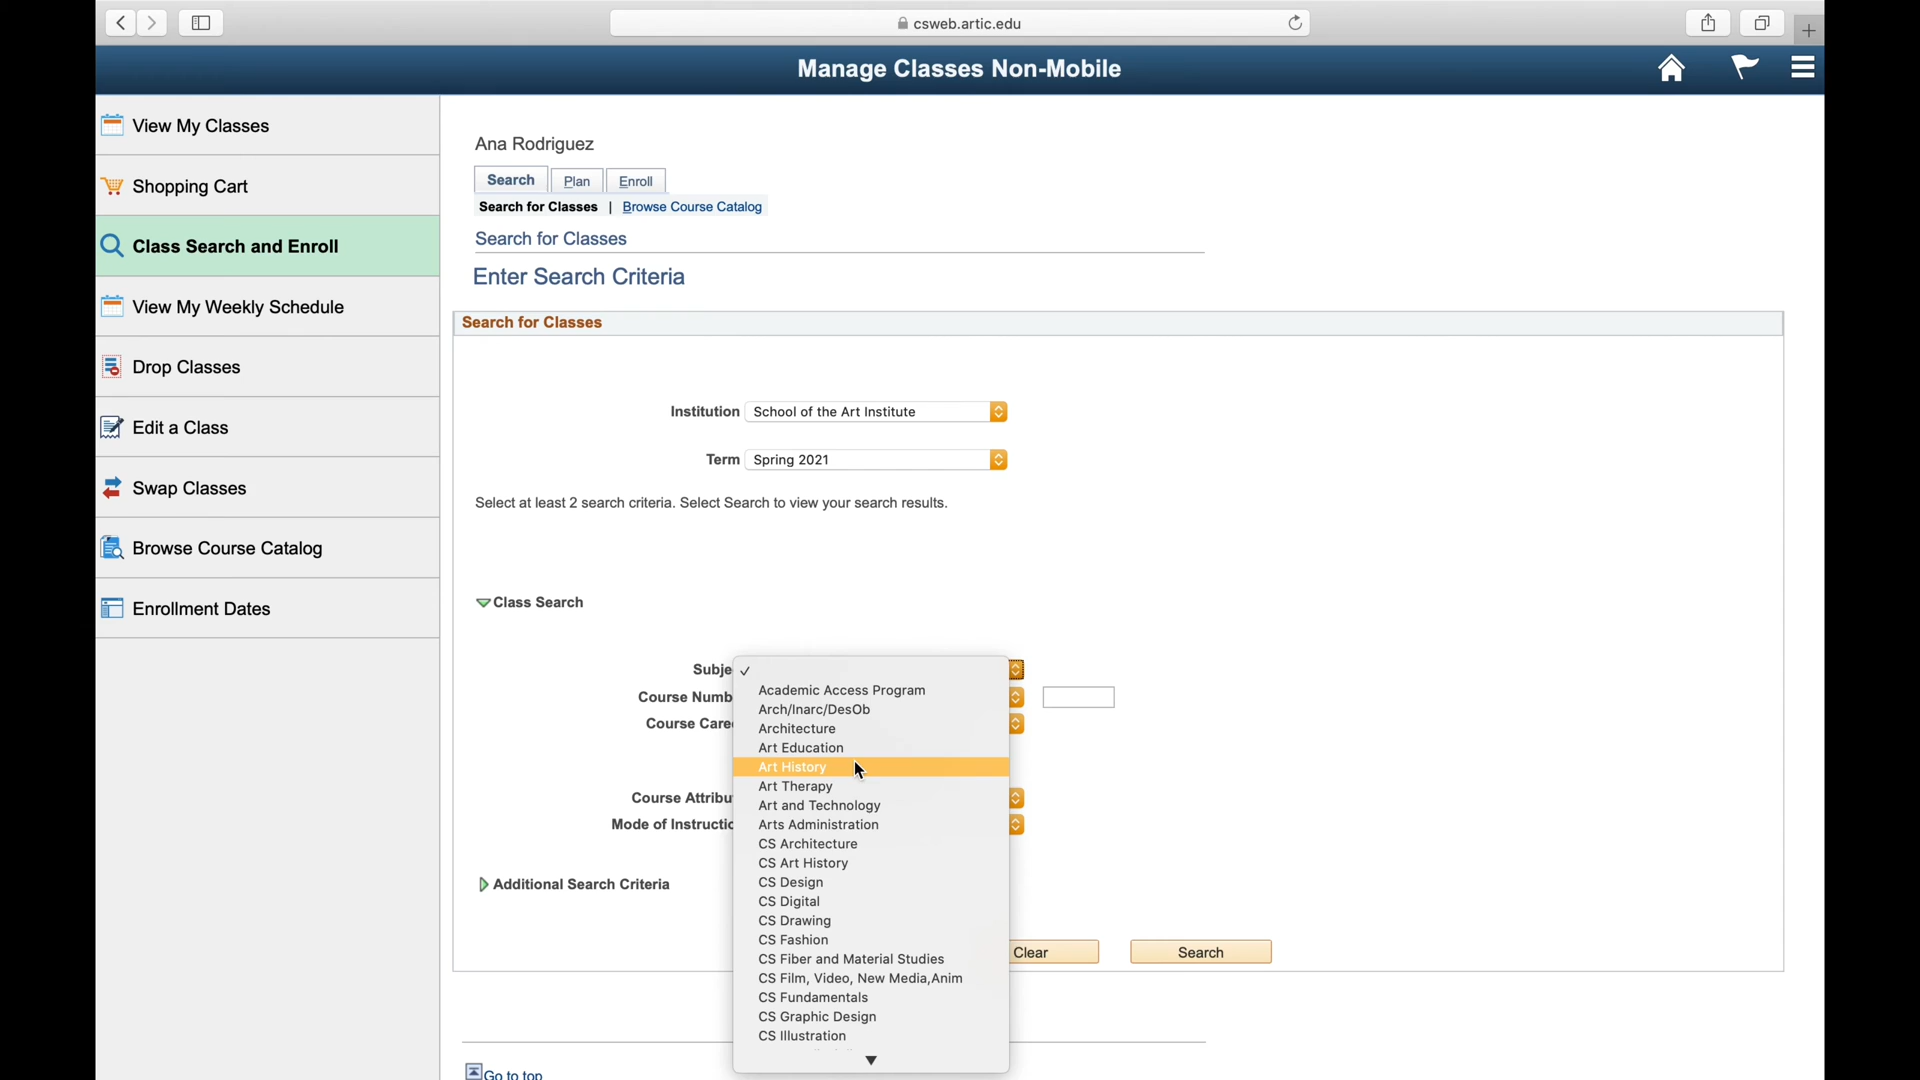 csweb.artic.edu
Manage Classes Non-Mobile
View My Classes
Shopping Cart
Class Search and Enroll
View My Weekly Schedule
Drop Classes
Edit a Class
Swap Classes
Browse Course Catalog
Enrollment Dates
Ana Rodriguez
Search Plan Enroll
Search for Classes | Browse Course Catalog
Search for Classes
Enter Search Criteria
Search for Classes
Institution School of the Art Institute
Term Spring 2021
Select at least 2 search criteria. Select Search to view your search results.
Class Search
Subje
Course Numb
Course Care
Course Attribu
Mode of Instructi
Additional Search Criteria
Academic Access Program
Arch/Inarc/DesOb
Architecture
Art Education
Art History
Art Therapy
Art and Technology
Arts Administration
CS Architecture
CS Art History
CS Design
CS Digital
CS Drawing
CS Fashion
CS Fiber and Material Studies
CS Film, Video, New Media,Anim
CS Fundamentals
CS Graphic Design
CS Illustration
Clear Search
Go to top